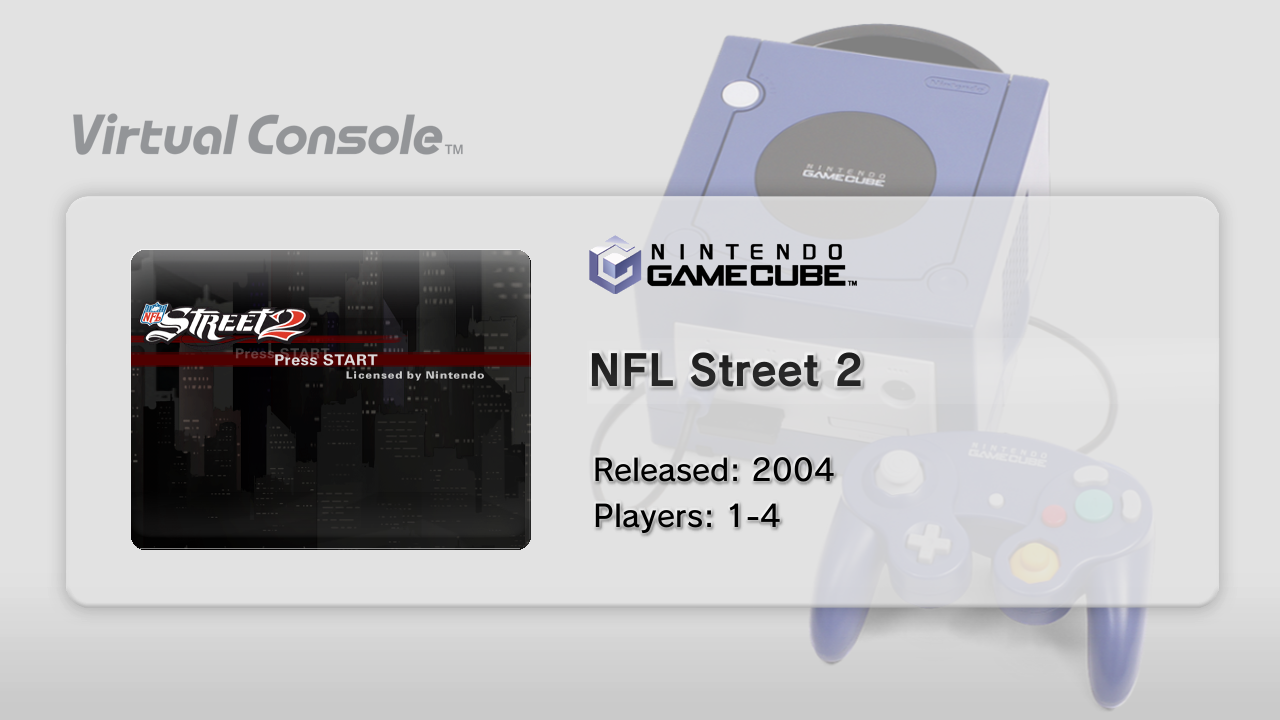 Nintendo
Virtual Console™
NINTENDO
GAMECUBE
NINTENDO
GAMECUBE™
NFL
STREET 2
Press START
Press START
Licensed by Nintendo
NFL Street 2
Released: 2004
Players: 1-4
NINTENDO
GAMECUBE